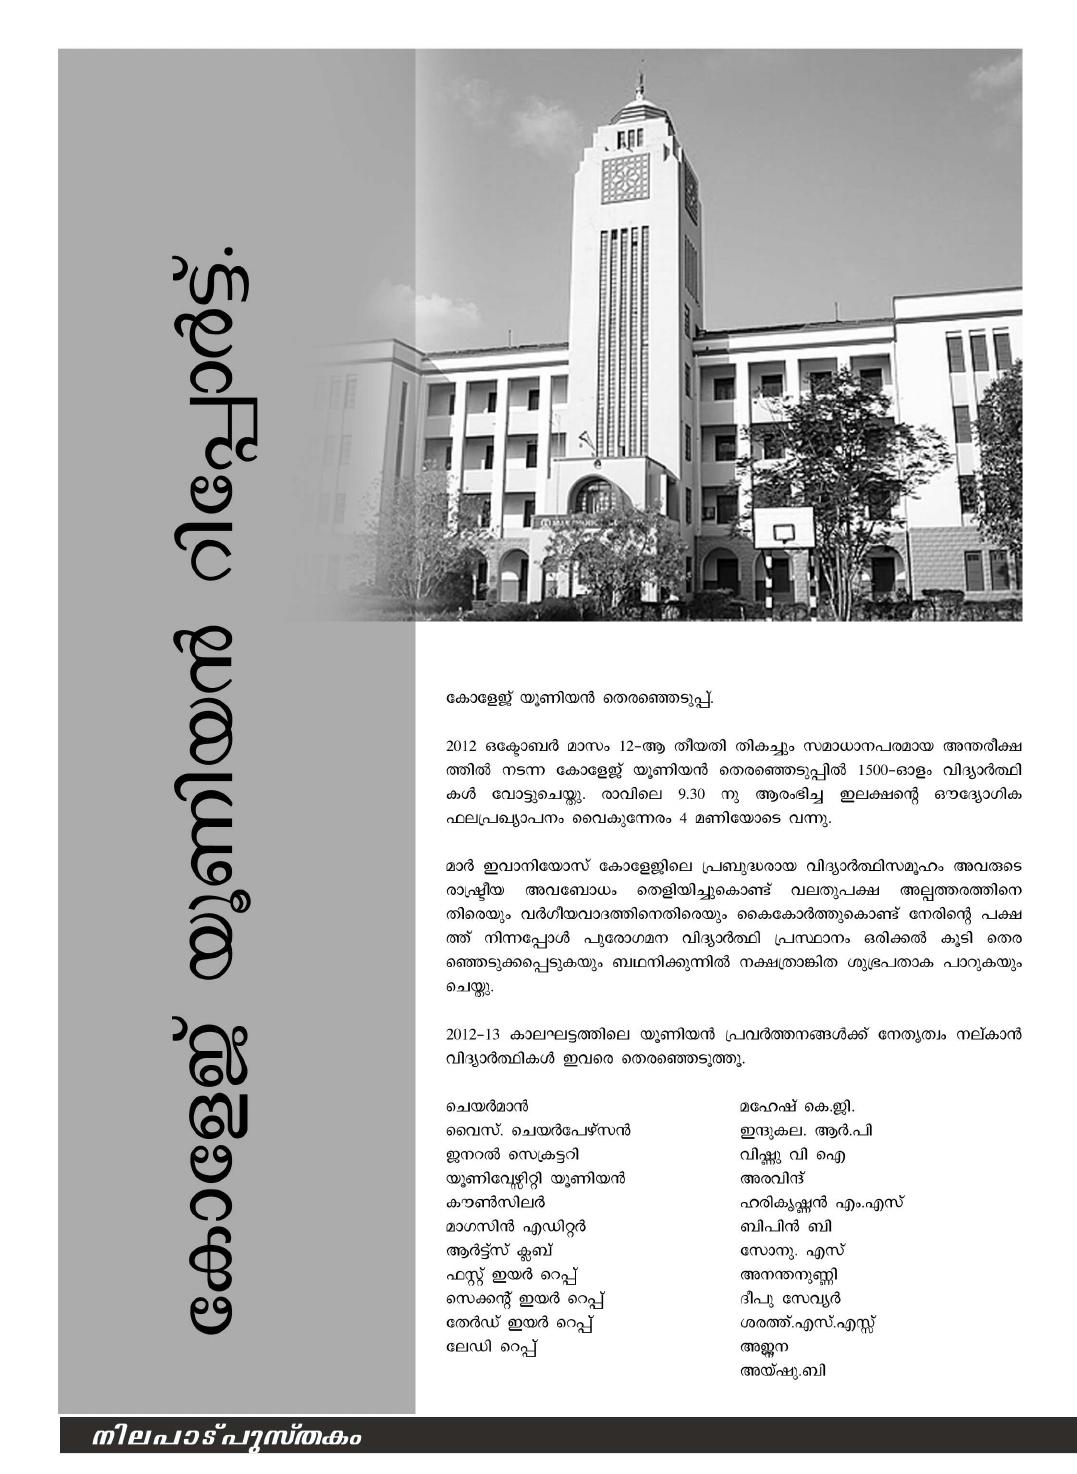 കോളേജ് യൂണിയൻ റിപ്പോർട്ട്.
കോളേജ് യൂണിയൻ തെരഞ്ഞെടുപ്പ്.
2012 ഒക്ടോബർ മാസം 12-ആ തീയതി തികച്ചും സമാധാനപരമായ അന്തരീക്ഷ
ത്തിൽ നടന്ന കോളേജ് യൂണിയൻ തെരഞ്ഞെടുപ്പിൽ 1500-ഓളം വിദ്യാർത്ഥി
കൾ വോട്ടുചെയ്തു. രാവിലെ 9.30 നു ആരംഭിച്ച ഇലക്ഷന്റെ ഔദ്യോഗിക
ഫലപ്രഖ്യാപനം വൈകുന്നേരം 4 മണിയോടെ വന്നു.
മാർ ഇവാനിയോസ് കോളേജിലെ പ്രബുദ്ധരായ വിദ്യാർത്ഥിസമൂഹം അവരുടെ
രാഷ്ട്രീയ അവബോധം തെളിയിച്ചുകൊണ്ട് വലതുപക്ഷ അല്പത്തരത്തിനെ
തിരെയും വർഗീയവാദത്തിനെതിരെയും കൈകോർത്തുകൊണ്ട് നേരിന്റെ പക്ഷ
ത്ത് നിന്നപ്പോൾ പുരോഗമന വിദ്യാർത്ഥി പ്രസ്ഥാനം ഒരിക്കൽ കൂടി തെര
ഞ്ഞെടുക്കപ്പെടുകയും ബഥനിക്കുന്നിൽ നക്ഷത്രാങ്കിത ശുഭ്രപതാക പാറുകയും
ചെയ്തു.
2012-13 കാലഘട്ടത്തിലെ യൂണിയൻ പ്രവർത്തനങ്ങൾക്ക് നേതൃത്വം നല്കാൻ
വിദ്യാർത്ഥികൾ ഇവരെ തെരഞ്ഞെടുത്തൂ.
ചെയർമാൻ മഹേഷ് കെ.ജി.
വൈസ്. ചെയർപേഴ്സൻ ഇന്ദുകല. ആർ.പി
ജനറൽ സെക്രട്ടറി വിഷ്ണു വി ഐ
യൂണിവേഴ്സിറ്റി യൂണിയൻ അരവിന്ദ്
കൗൺസിലർ ഹരികൃഷ്ണൻ എം.എസ്
മാഗസിൻ എഡിറ്റർ ബിപിൻ ബി
ആർട്ട്സ് ക്ലബ് സോനു. എസ്
ഫസ്റ്റ് ഇയർ റെപ്പ് അനന്തനുണ്ണി
സെക്കന്റ് ഇയർ റെപ്പ് ദീപു സേവ്യർ
തേർഡ് ഇയർ റെപ്പ് ശരത്ത്.എസ്.എസ്സ്
ലേഡി റെപ്പ് അജ്ഞന
അയ്ഷു.ബി
നിലപാട് പുസ്തകം